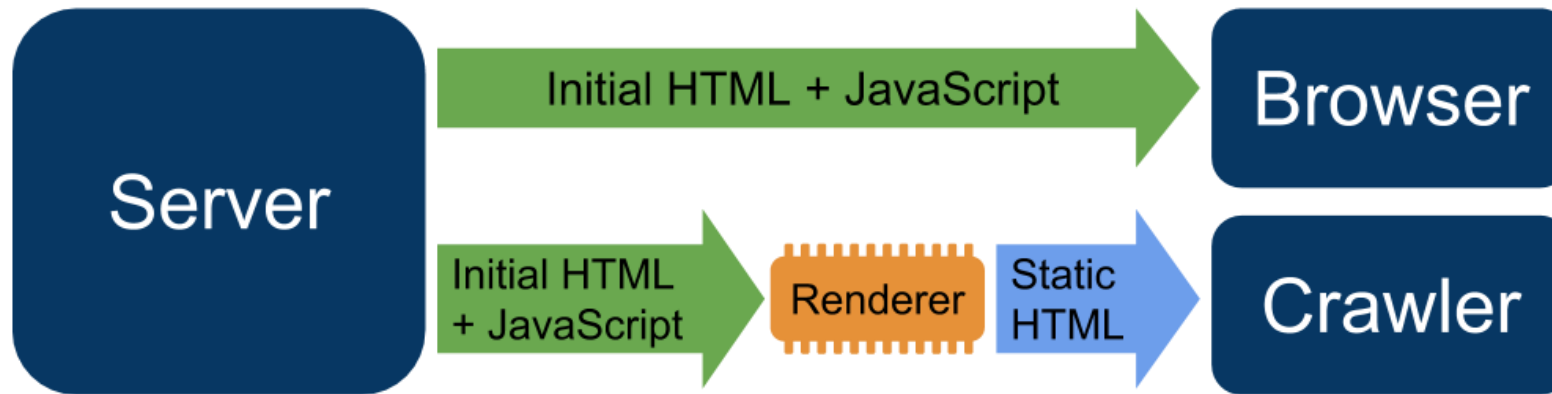 Server
Initial HTML + JavaScript
Browser
Initial HTML
+ JavaScript
Renderer
Static
HTML
Crawler